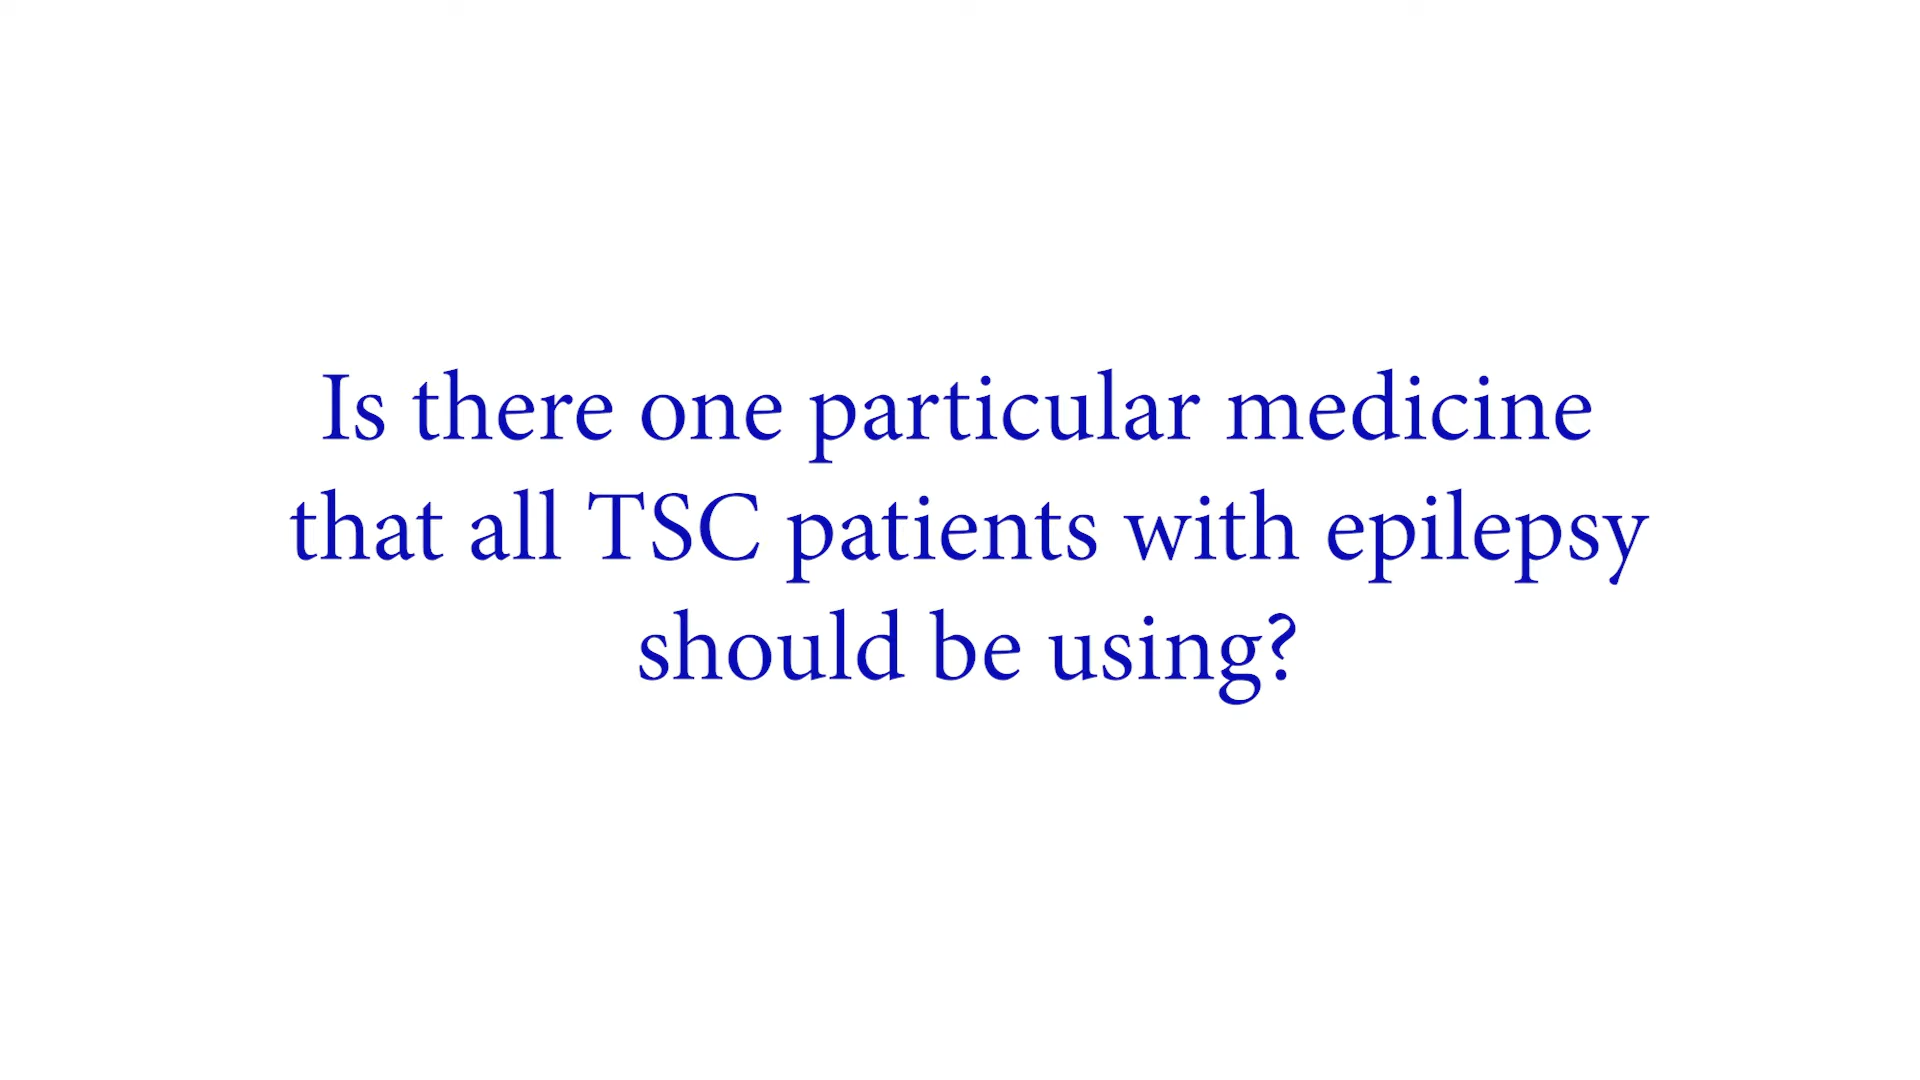 Is there one particular medicine
that all TSC patients with epilepsy
should be using?